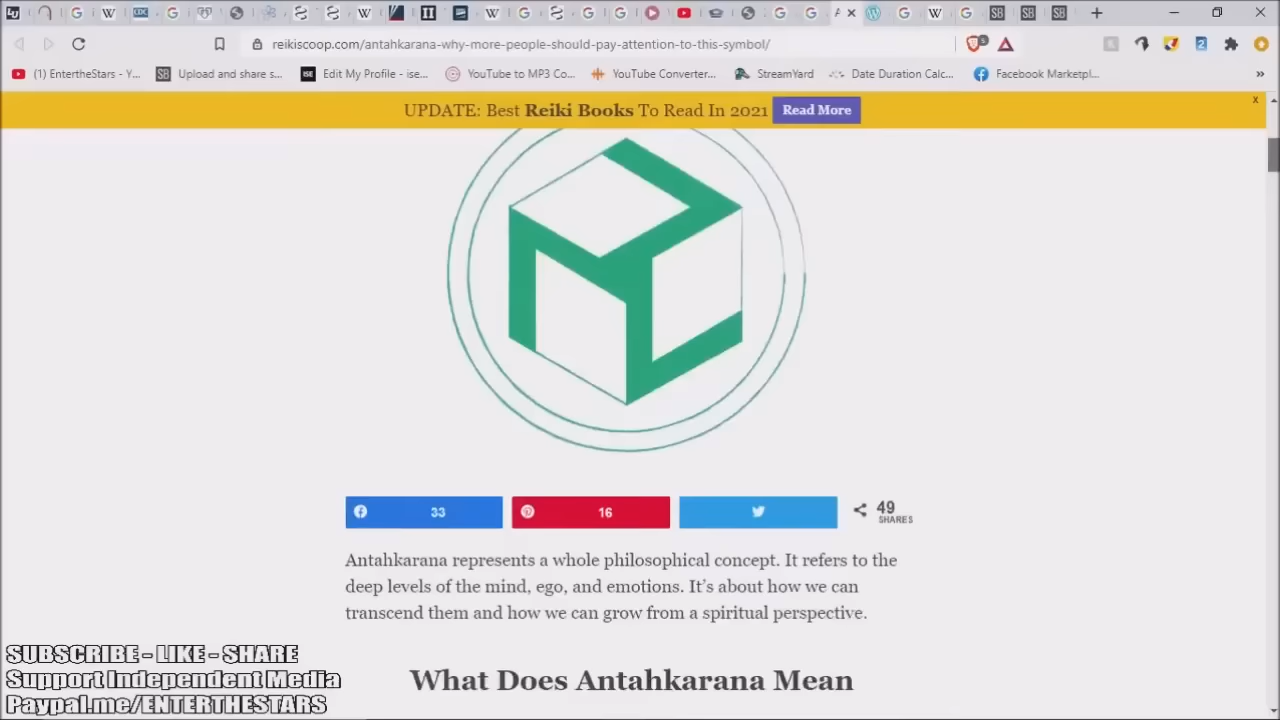 reikiscoop.com/antahkarana-why-more-people-should-pay-attention-to-this-symbol/
(1) EntertheStars - Y...
Upload and share s...
Edit My Profile - ise...
YouTube to MP3 Co...
YouTube Converter...
StreamYard
Date Duration Calc...
Facebook Marketpl...
UPDATE: Best Reiki Books To Read In 2021 Read More x
33
16
49
SHARES
Antahkarana represents a whole philosophical concept. It refers to the
deep levels of the mind, ego, and emotions. It's about how we can
transcend them and how we can grow from a spiritual perspective.
What Does Antahkarana Mean
SUBSCRIBE - LIKE - SHARE
Support Independent Media
Paypal.me/ENTERTHESTARS